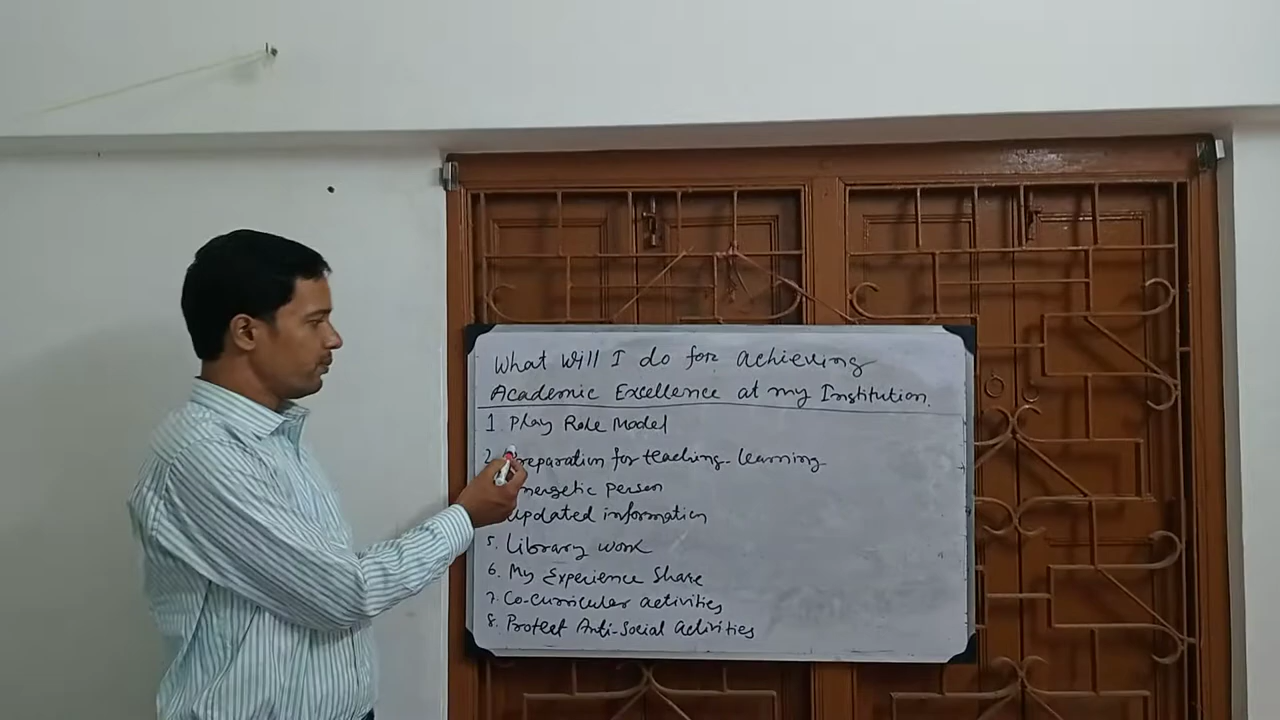 What will I do for achieving
Academic Excellence at my Institution.
1 Play Role Model
2. Preparation for teaching-learning
Energetic person
updated information
5. Library work
6. My Experience Share
7. Co-curricular activities
8. Protect Anti-Social Activities